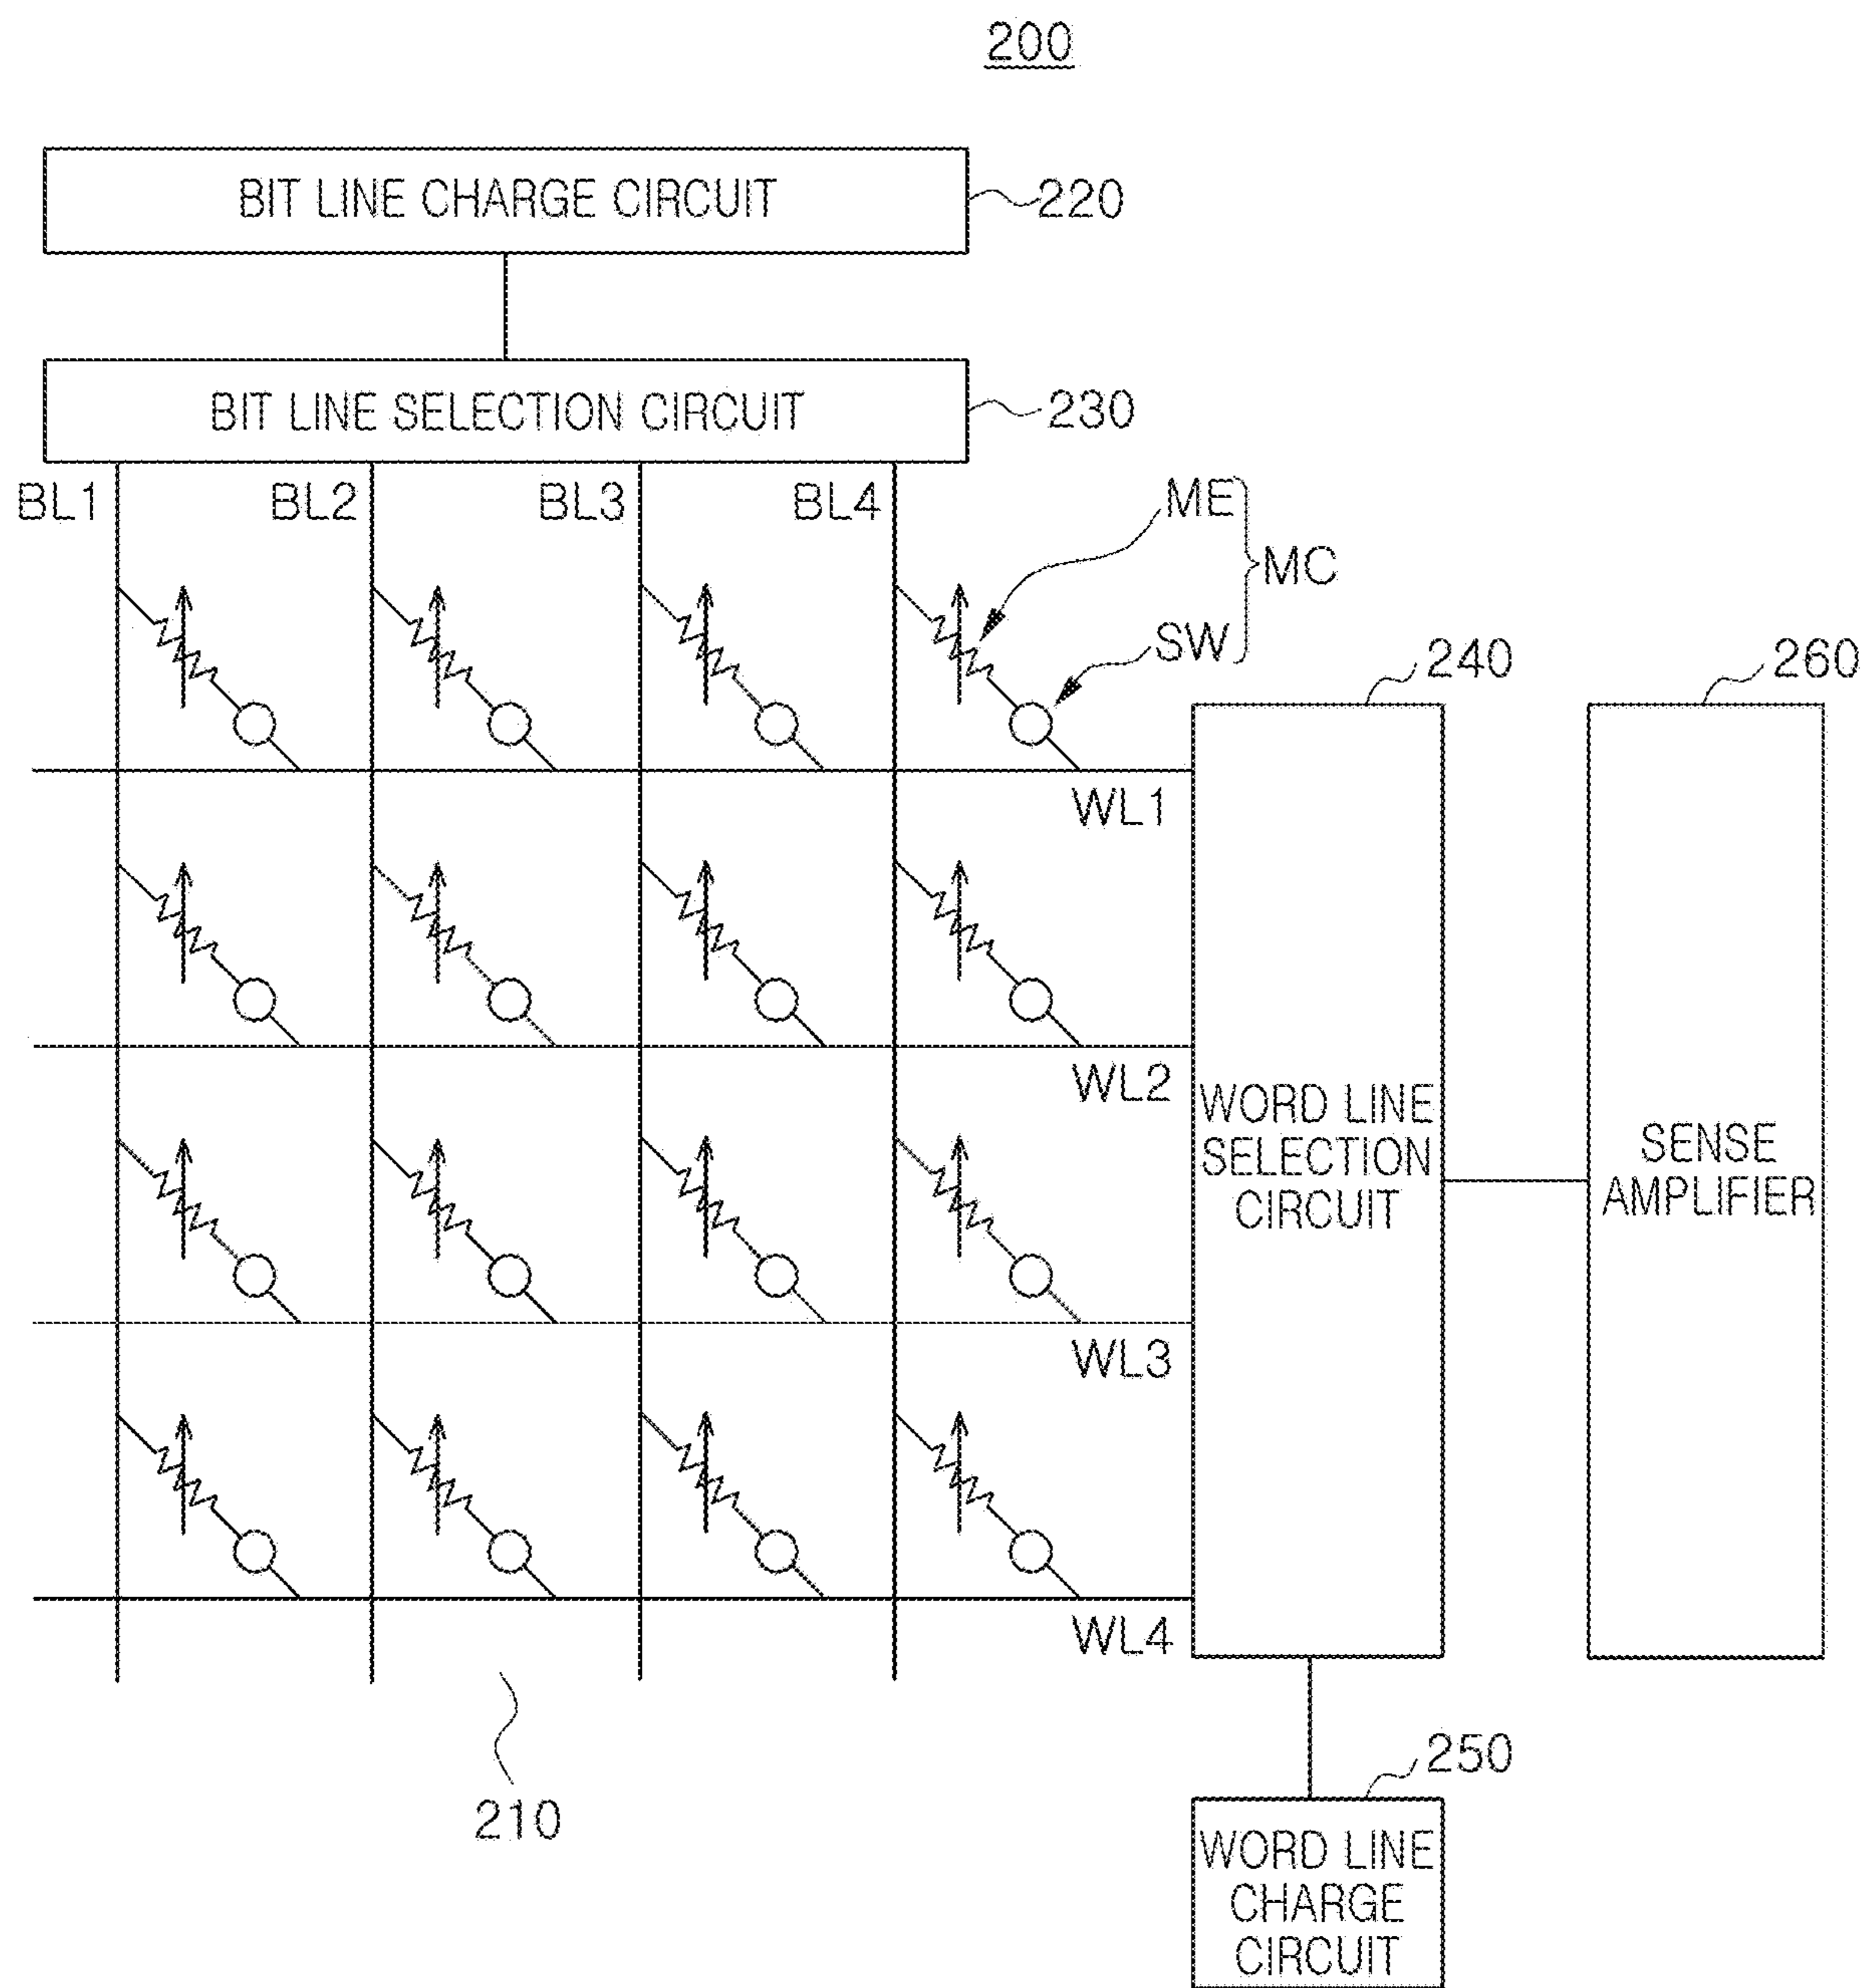 200
BIT LINE CHARGE CIRCUIT
220
BIT LINE SELECTION CIRCUIT
230
BL1
BL2
BL3
BL4
ME
MC
SW
240
260
WL1
WL2
WORD LINE
SELECTION
CIRCUIT
SENSE
AMPLIFIER
WL3
WL4
210
250
WORD LINE
CHARGE
CIRCUIT